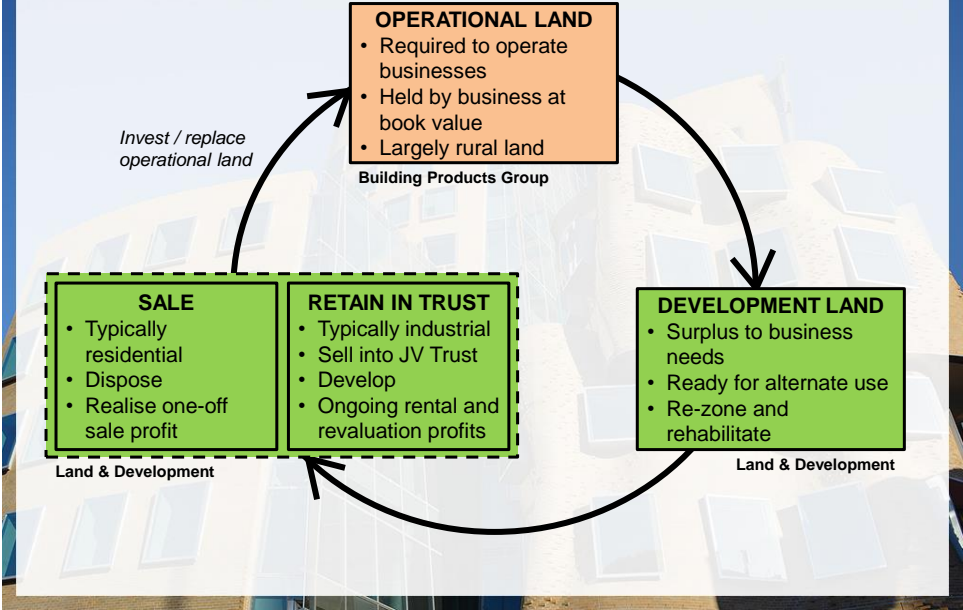 OPERATIONAL LAND
• Required to operate
businesses
• Held by business at
book value
• Largely rural land
Building Products Group
Invest / replace
operational land
SALE
• Typically
residential
• Dispose
• Realise one-off
sale profit
RETAIN IN TRUST
• Typically industrial
• Sell into JV Trust
• Develop
• Ongoing rental and
revaluation profits
Land & Development
DEVELOPMENT LAND
• Surplus to business
needs
• Ready for alternate use
• Re-zone and
rehabilitate
Land & Development